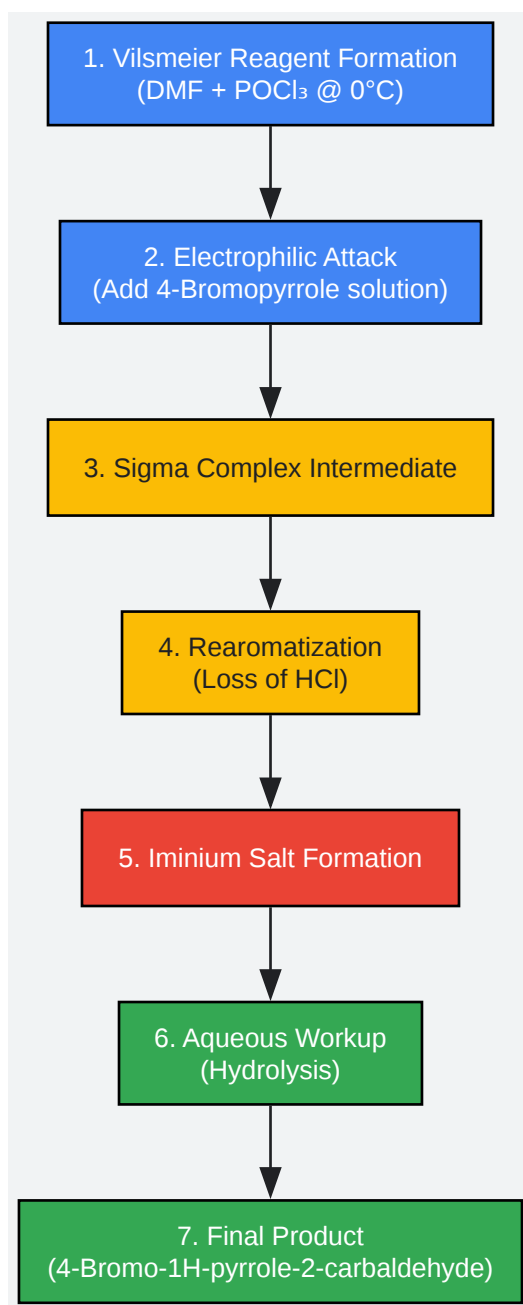 1. Vilsmeier Reagent Formation
(DMF + POCl₃ @ 0°C)
2. Electrophilic Attack
(Add 4-Bromopyrrole solution)
3. Sigma Complex Intermediate
4. Rearomatization
(Loss of HCl)
5. Iminium Salt Formation
6. Aqueous Workup
(Hydrolysis)
7. Final Product
(4-Bromo-1H-pyrrole-2-carbaldehyde)